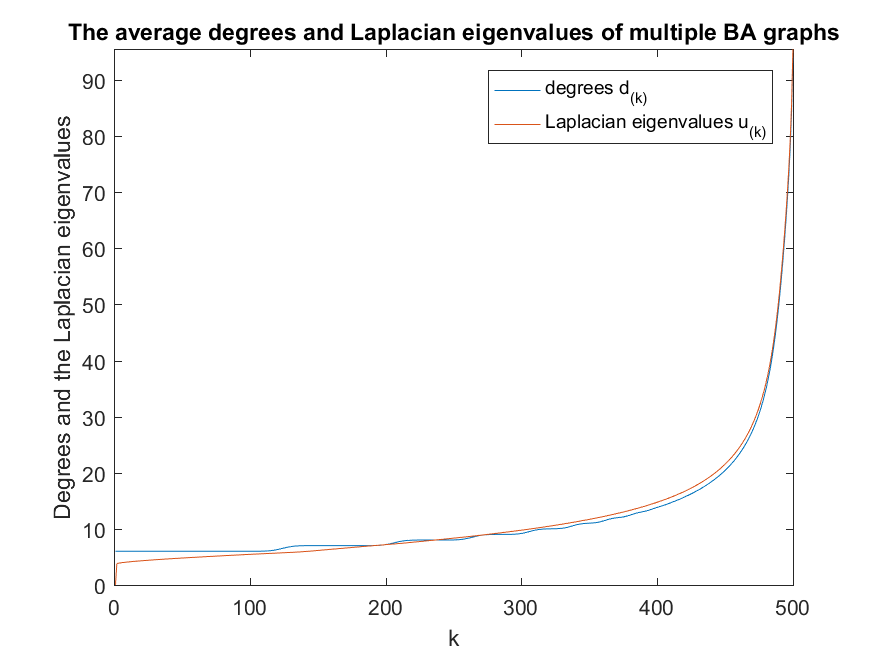 The average degrees and Laplacian eigenvalues of multiple BA graphs
degrees d(k)
Laplacian eigenvalues u(k)
Degrees and the Laplacian eigenvalues
90
80
70
60
50
40
30
20
10
0
0 100 200 300 400 500
k